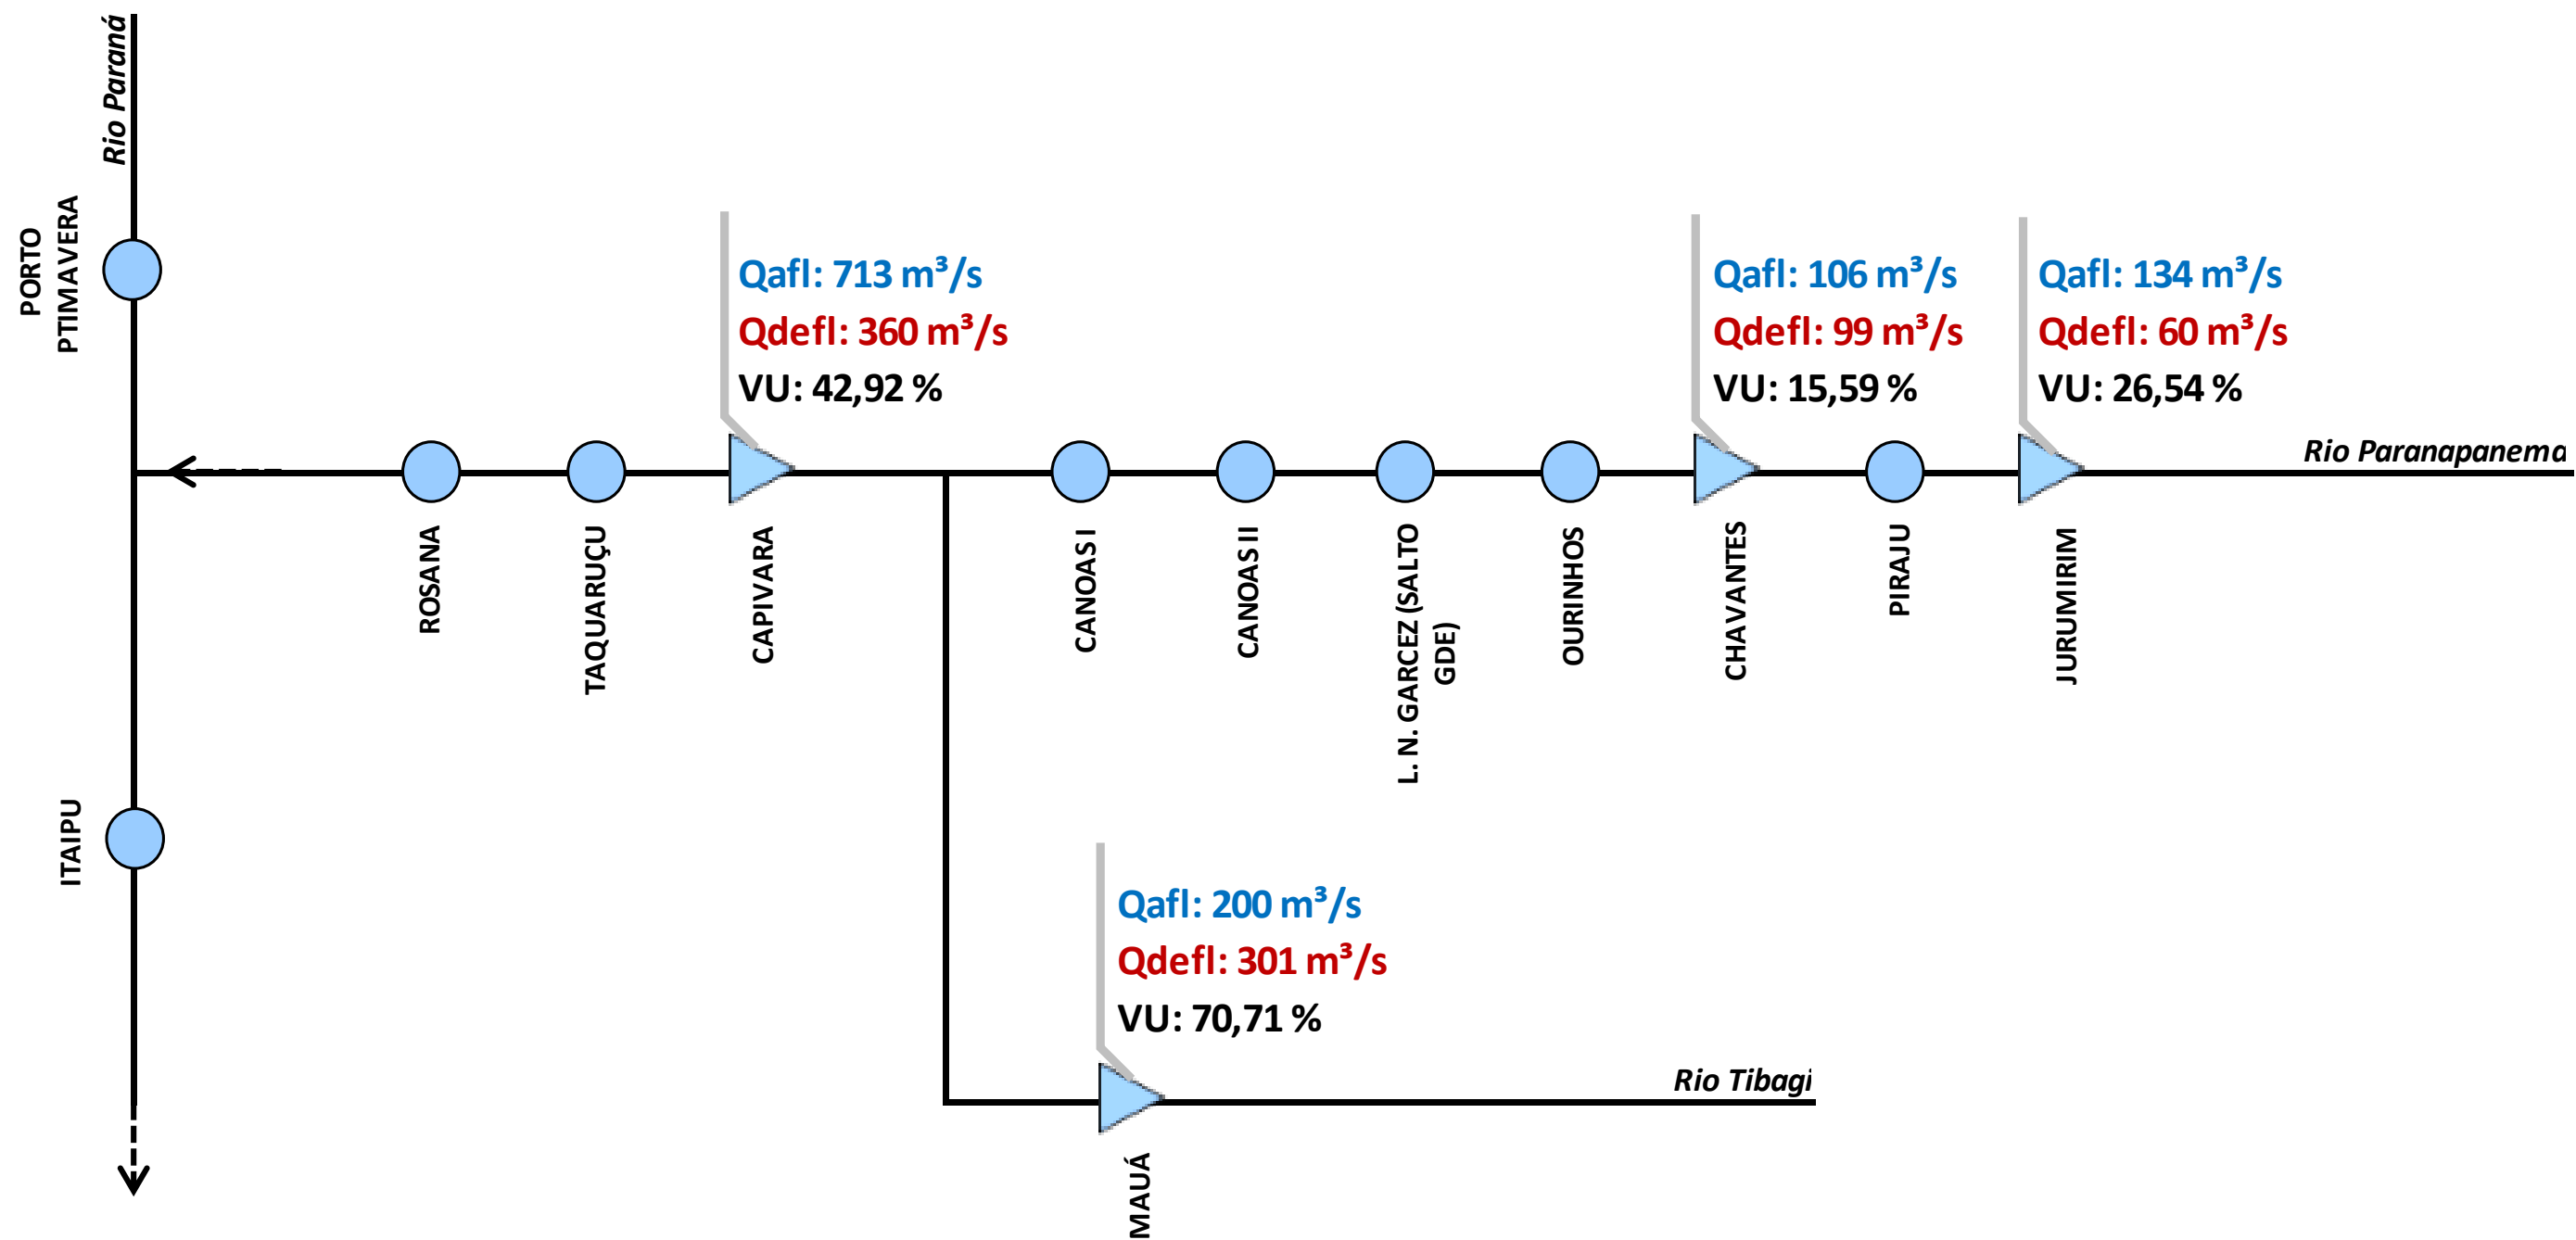 Rio Paraná
PORTO
PTIMAVERA
Qafl: 713 m³/s
Qdefl: 360 m³/s
VU: 42,92 %
Qafl: 106 m³/s
Qdefl: 99 m³/s
VU: 15,59 %
Qafl: 134 m³/s
Qdefl: 60 m³/s
VU: 26,54 %
Rio Paranapanema
ROSANA
TAQUARUÇU
CAPIVARA
CANOAS I
CANOAS II
L. N. GARCEZ (SALTO
GDE)
OURINHOS
CHAVANTES
PIRAJU
JURUMIRIM
ITAIPU
Qafl: 200 m³/s
Qdefl: 301 m³/s
VU: 70,71 %
Rio Tibagi
MAUÁ